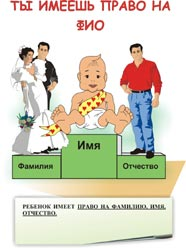 ТЫ ИМЕЕШЬ ПРАВО НА
ФИО
Имя
Фамилия
Отчество
РЕБЕНОК ИМЕЕТ ПРАВО НА ФАМИЛИЮ, ИМЯ,
ОТЧЕСТВО.